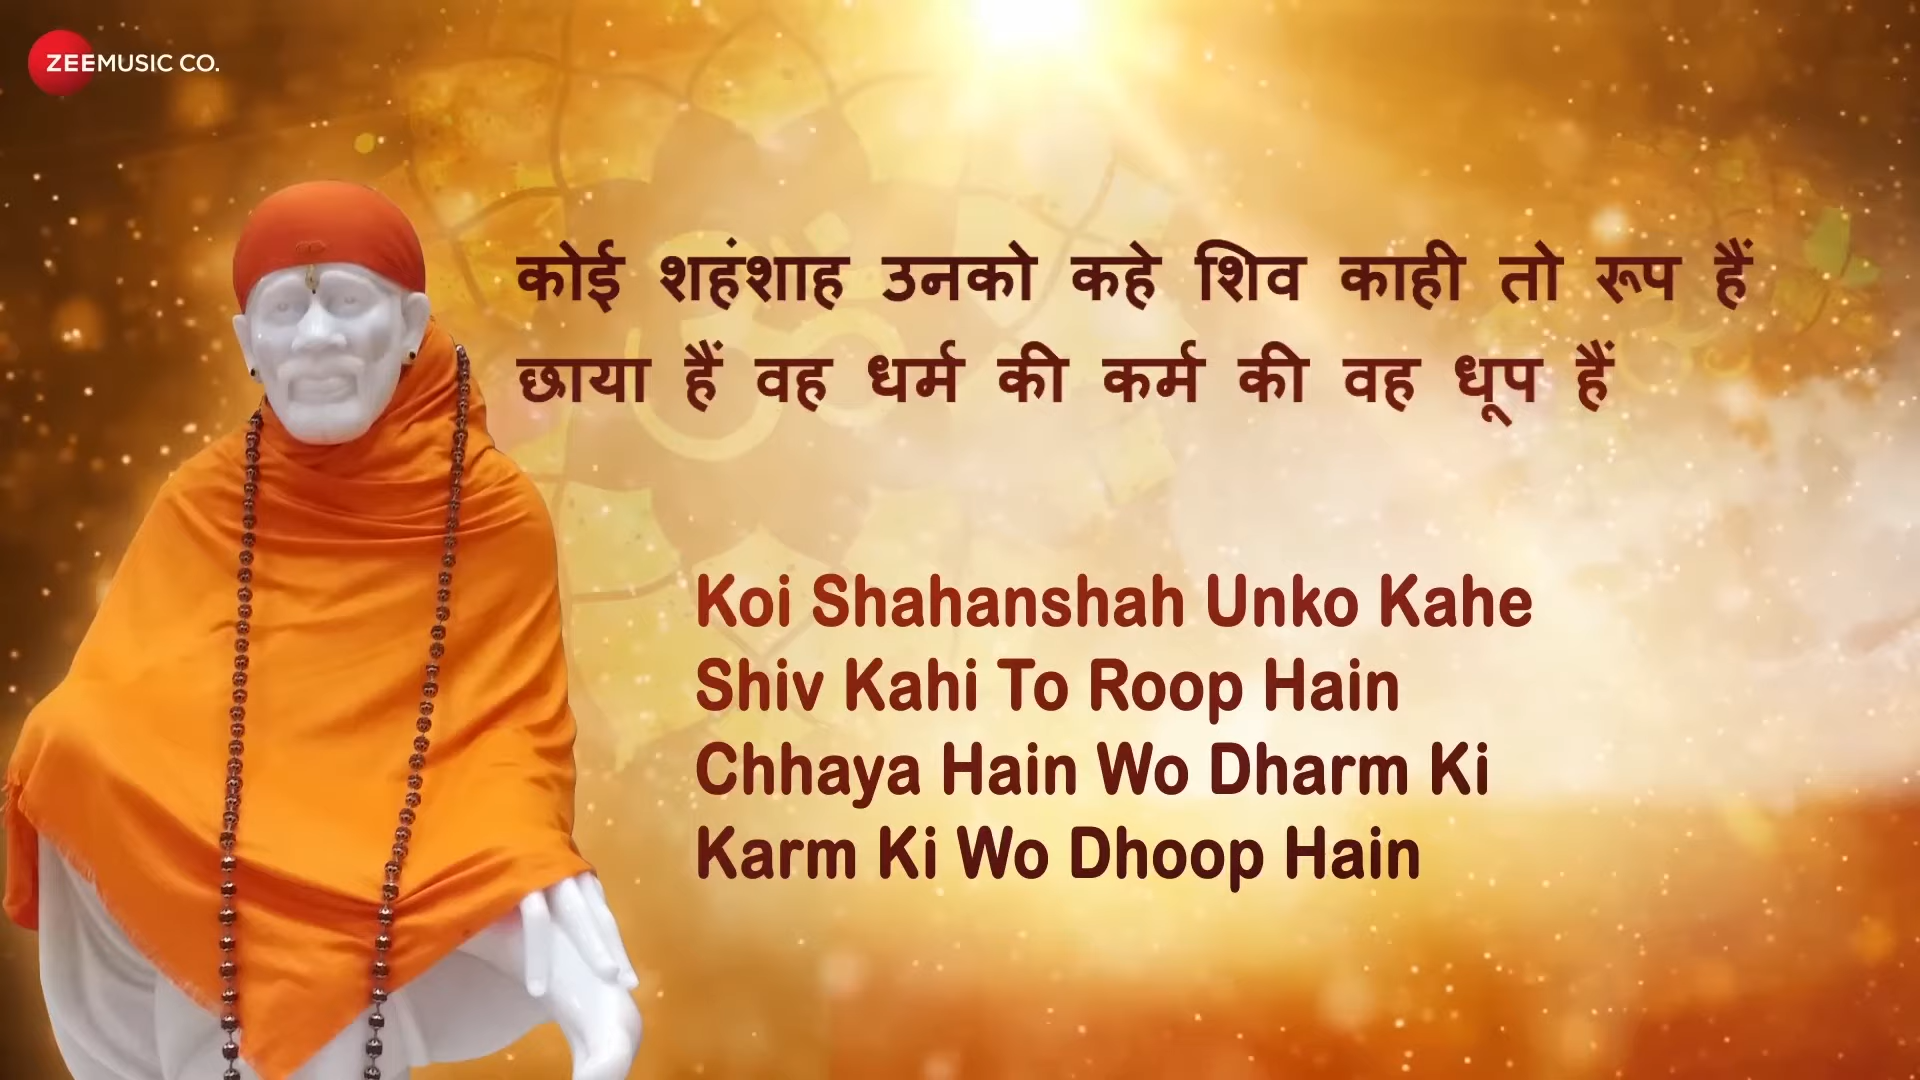 ZEEMUSIC CO.
कोई शहंशाह उनको कहे शिव काही तो रूप हैं
छाया हैं वह धर्म की कर्म की वह धूप हैं
Koi Shahanshah Unko Kahe
Shiv Kahi To Roop Hain
Chhaya Hain Wo Dharm Ki
Karm Ki Wo Dhoop Hain